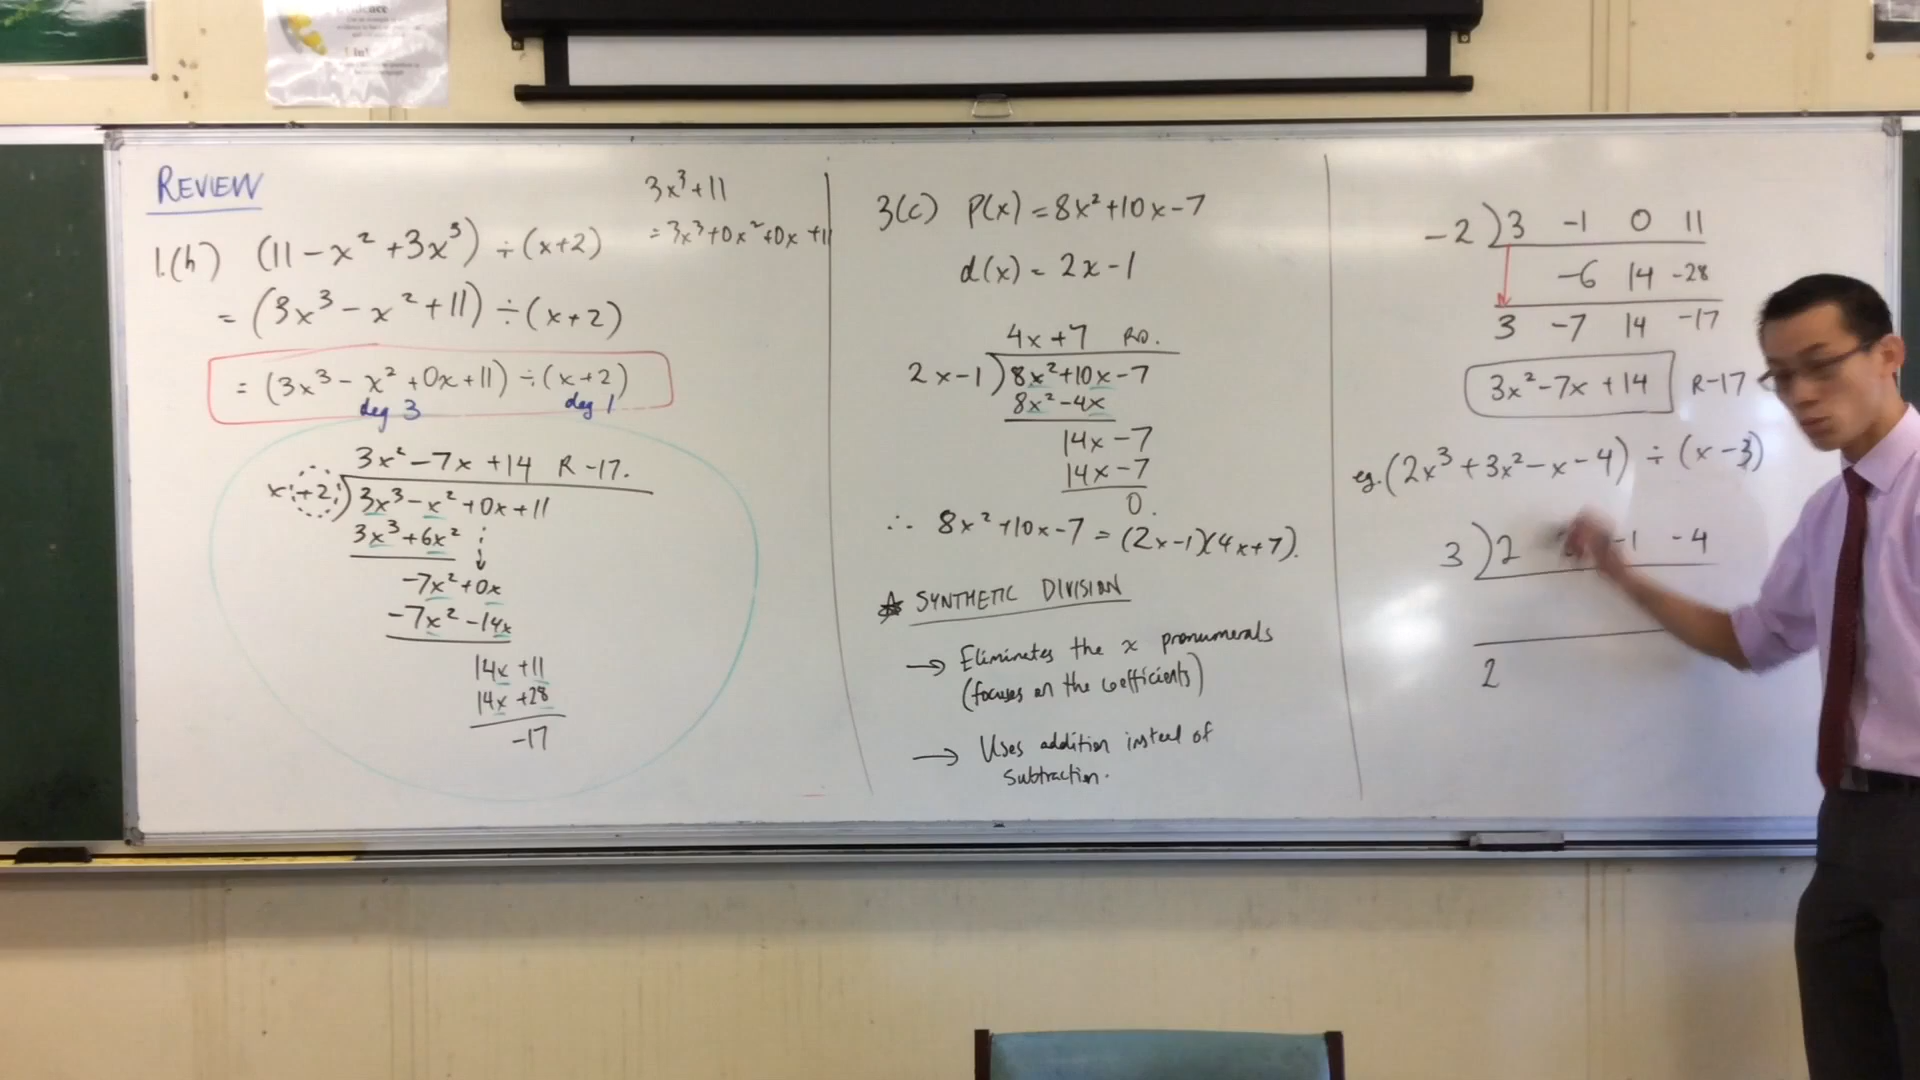 REVIEW
1.(h) (11 - x² + 3x³) ÷ (x+2)
= (3x³ - x² + 11) ÷ (x+2)
= (3x³ - x² + 0x + 11) ÷ (x+2)
deg 3 deg 1
3x² - 7x + 14 R -17.
x+2 ) 3x³ - x² + 0x + 11
3x³ + 6x²
-7x² + 0x
-7x² - 14x
14x + 11
14x + 28
-17
3x³ + 11
= 3x³ + 0x² + 0x + 11
3(c) P(x) = 8x² + 10x - 7
d(x) = 2x - 1
4x + 7 R0.
2x-1 ) 8x² + 10x - 7
8x² - 4x
14x - 7
14x - 7
0.
∴ 8x² + 10x - 7 = (2x-1)(4x+7).
SYNTHETIC DIVISION
→ Eliminates the x pronumerals
(focuses on the coefficients)
→ Uses addition instead of
subtraction.
-2 ) 3 -1 0 11
-6 14 -28
3 -7 14 -17
3x² - 7x + 14 R -17
eg. (2x³ + 3x² - x - 4) ÷ (x - 3)
3 ) 2 -1 -4
2